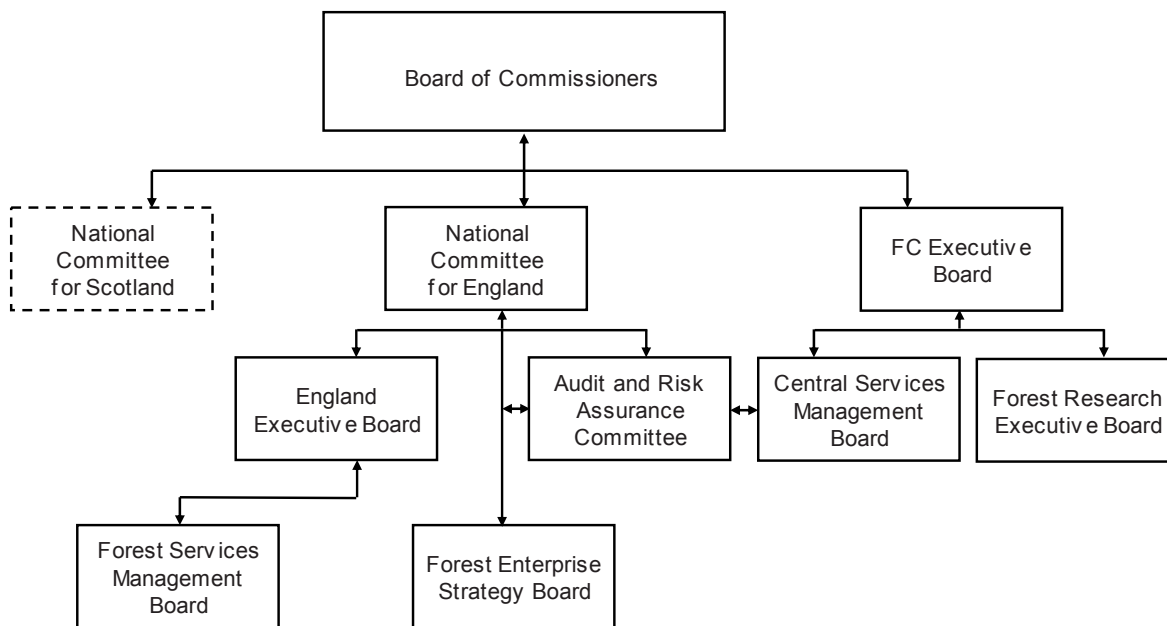 Board of Commissioners
National
Committee
for Scotland
National
Committee
for England
FC Executive
Board
England
Executive Board
Audit and Risk
Assurance
Committee
Central Services
Management
Board
Forest Research
Executive Board
Forest Services
Management
Board
Forest Enterprise
Strategy Board